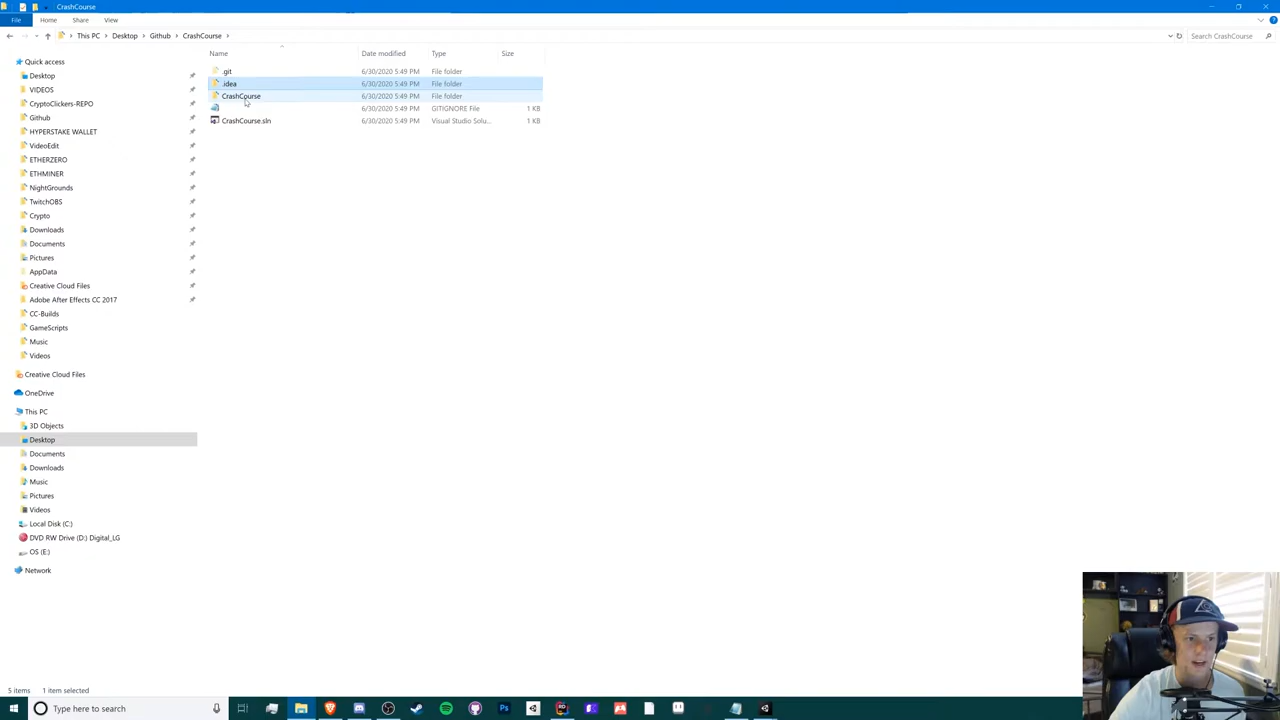 CrashCourse
File Home Share View
This PC Desktop Github CrashCourse Search CrashCourse
Name Date modified Type Size
.git 6/30/2020 5:49 PM File folder
.idea 6/30/2020 5:49 PM File folder
CrashCourse 6/30/2020 5:49 PM File folder
6/30/2020 5:49 PM GITIGNORE File 1 KB
CrashCourse.sln 6/30/2020 5:49 PM Visual Studio Solu... 1 KB
Quick access
Desktop
VIDEOS
CryptoClickers-REPO
Github
HYPERSTAKE WALLET
VideoEdit
ETHERZERO
ETHMINER
NightGrounds
TwitchOBS
Crypto
Downloads
Documents
Pictures
AppData
Creative Cloud Files
Adobe After Effects CC 2017
CC-Builds
GameScripts
Music
Videos
Creative Cloud Files
OneDrive
This PC
3D Objects
Desktop
Documents
Downloads
Music
Pictures
Videos
Local Disk (C:)
DVD RW Drive (D:) Digital_LG
OS (E:)
Network
5 items 1 item selected
Type here to search